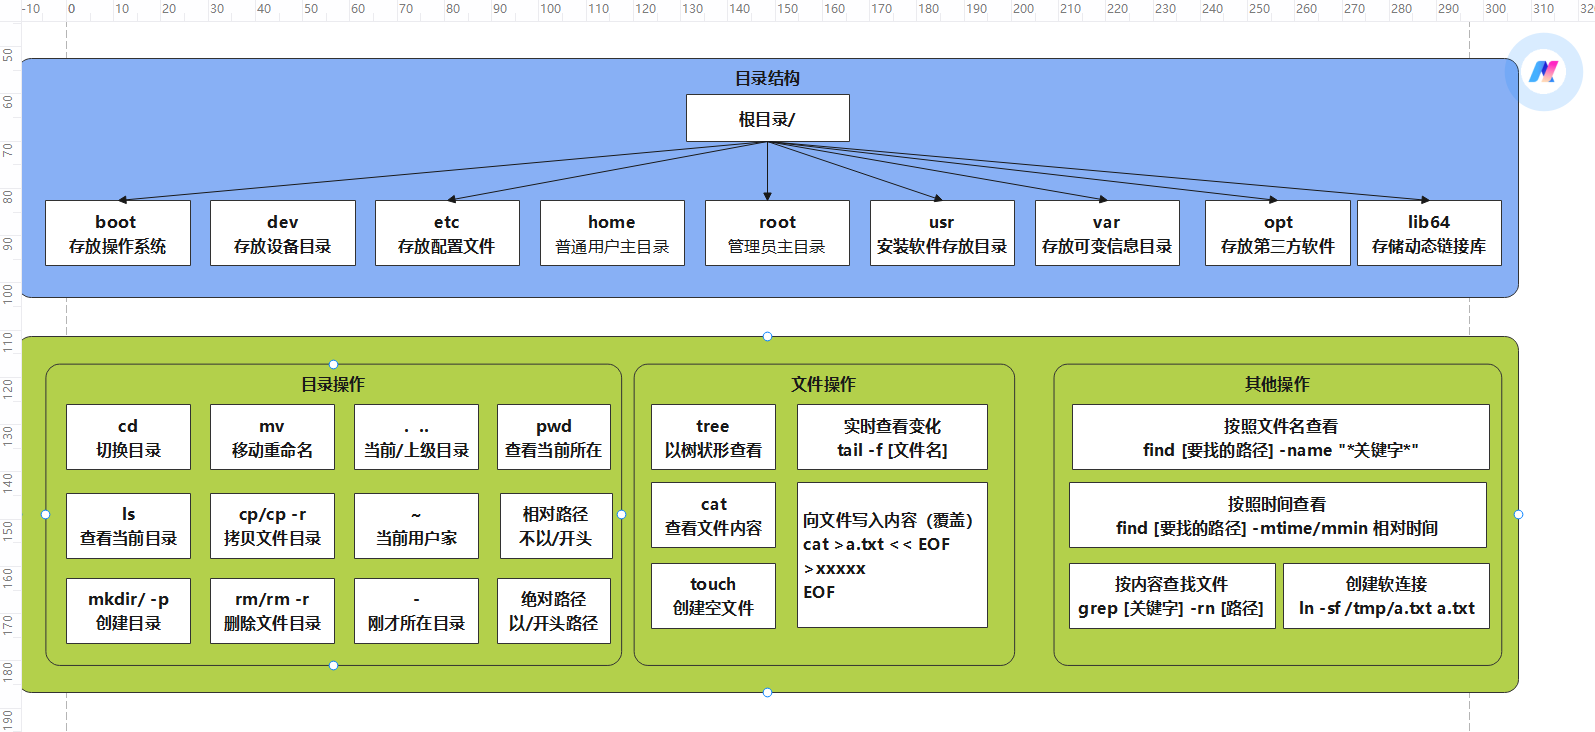 -10 0 10 20 30 40 50 60 70 80 90 100 110 120 130 140 150 160 170 180 190 200 210 220 230 240 250 260 270 280 290 300 310
50
60
70
80
90
100
110
120
130
140
150
160
170
180
190
目录结构
根目录/
boot
存放操作系统
dev
存放设备目录
etc
存放配置文件
home
普通用户主目录
root
管理员主目录
usr
安装软件存放目录
var
存放可变信息目录
opt
存放第三方软件
lib64
存储动态链接库
目录操作
cd
切换目录
mv
移动重命名
. ..
当前/上级目录
pwd
查看当前所在
ls
查看当前目录
cp/cp -r
拷贝文件目录
~
当前用户家
相对路径
不以/开头
mkdir/ -p
创建目录
rm/rm -r
删除文件目录
-
刚才所在目录
绝对路径
以/开头路径
文件操作
tree
以树状形查看
实时查看变化
tail -f [文件名]
cat
查看文件内容
向文件写入内容（覆盖）
cat >a.txt << EOF
>xxxxx
EOF
touch
创建空文件
其他操作
按照文件名查看
find [要找的路径] -name "*关键字*"
按照时间查看
find [要找的路径] -mtime/mmin 相对时间
按内容查找文件
grep [关键字] -rn [路径]
创建软连接
ln -sf /tmp/a.txt a.txt